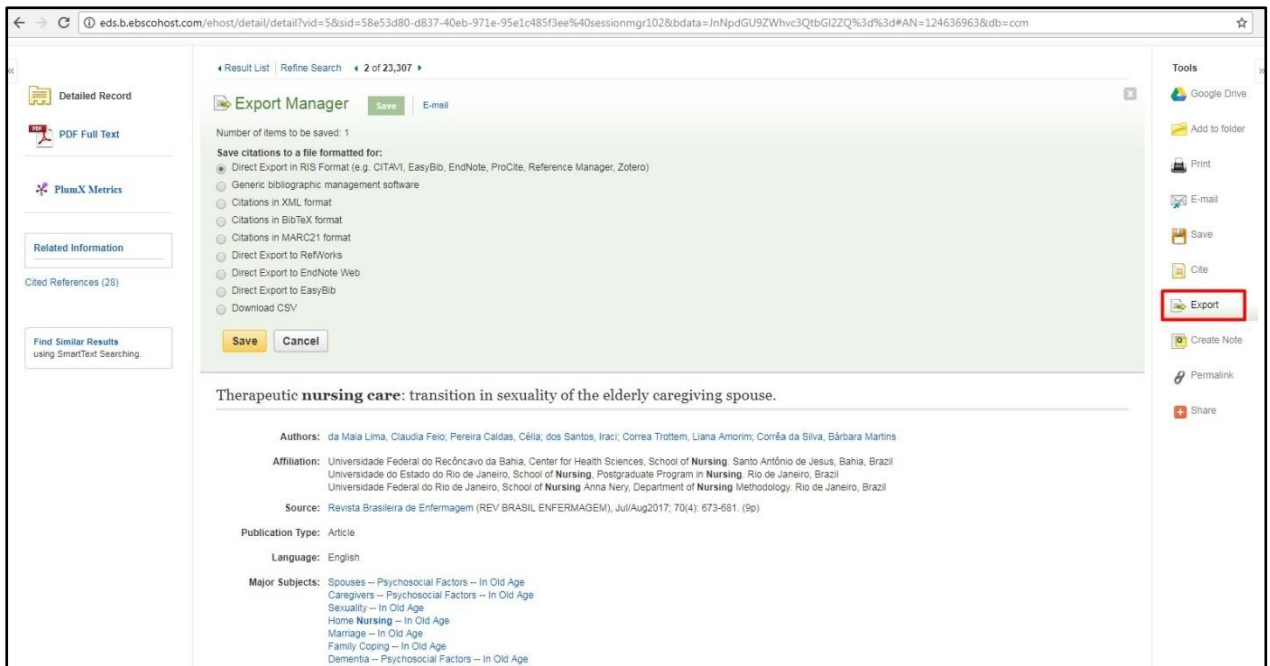 eds.b.ebscohost.com/ehost/detail/detail?vid=5&sid=58e53d80-d837-40eb-971e-95e1c485f3ee%40sessionmgr102&bdata=JnNpdGU9ZWhvc3QtbGl2ZQ%3d%3d#AN=124636963&db=ccm
Detailed Record
PDF Full Text
PlumX Metrics
Related Information
Cited References (28)
Find Similar Results
using SmartText Searching.
Result List Refine Search 2 of 23,307
Export Manager Save E-mail
Number of items to be saved: 1
Save citations to a file formatted for:
Direct Export in RIS Format (e.g. CITAVI, EasyBib, EndNote, ProCite, Reference Manager, Zotero)
Generic bibliographic management software
Citations in XML format
Citations in BibTeX format
Citations in MARC21 format
Direct Export to RefWorks
Direct Export to EndNote Web
Direct Export to EasyBib
Download CSV
Save Cancel
Therapeutic nursing care: transition in sexuality of the elderly caregiving spouse.
Authors: da Maia Lima, Claudia Feio; Pereira Caldas, Célia; dos Santos, Iraci; Correa Trottem, Liana Amorim; Corrêa da Silva, Bárbara Martins
Affiliation: Universidade Federal do Recôncavo da Bahia, Center for Health Sciences, School of Nursing. Santo Antônio de Jesus, Bahia, Brazil
Universidade do Estado do Rio de Janeiro, School of Nursing, Postgraduate Program in Nursing. Rio de Janeiro, Brazil
Universidade Federal do Rio de Janeiro, School of Nursing Anna Nery, Department of Nursing Methodology. Rio de Janeiro, Brazil
Source: Revista Brasileira de Enfermagem (REV BRASIL ENFERMAGEM), Jul/Aug2017; 70(4): 673-681. (9p)
Publication Type: Article
Language: English
Major Subjects: Spouses -- Psychosocial Factors -- In Old Age
Caregivers -- Psychosocial Factors -- In Old Age
Sexuality -- In Old Age
Home Nursing -- In Old Age
Marriage -- In Old Age
Family Coping -- In Old Age
Dementia -- Psychosocial Factors -- In Old Age
Tools
Google Drive
Add to folder
Print
E-mail
Save
Cite
Export
Create Note
Permalink
Share